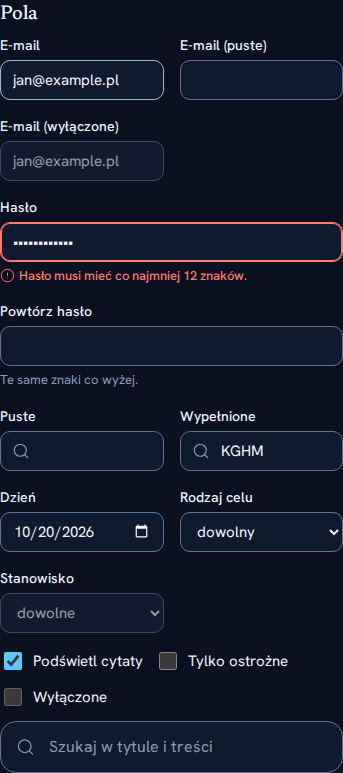 Pola
E-mail E-mail (puste)
jan@example.pl
E-mail (wyłączone)
jan@example.pl
Hasło
••••••••••••
Hasło musi mieć co najmniej 12 znaków.
Powtórz hasło
Te same znaki co wyżej.
Puste Wypełnione
KGHM
Dzień Rodzaj celu
10/20/2026 dowolny
Stanowisko
dowolne
Podświetl cytaty Tylko ostrożne
Wyłączone
Szukaj w tytule i treści